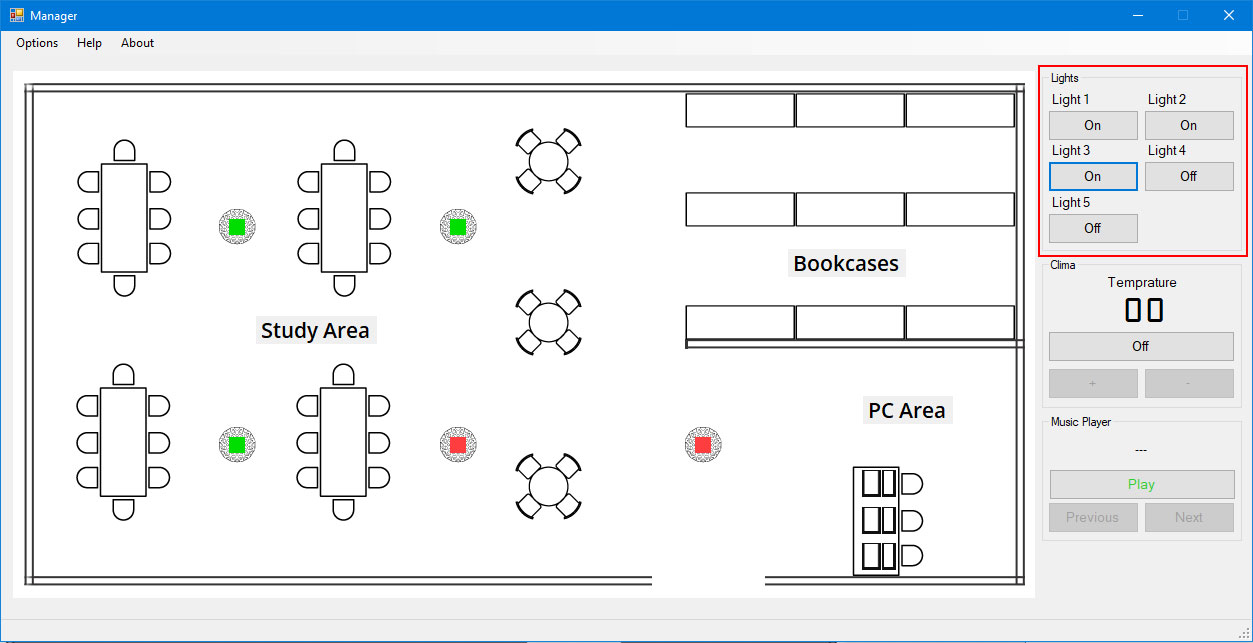 Manager
Options Help About
Study Area
Bookcases
PC Area
Lights
Light 1 Light 2
On On
Light 3 Light 4
On Off
Light 5
Off
Clima
Temprature
00
Off
+ -
Music Player
---
Play
Previous Next